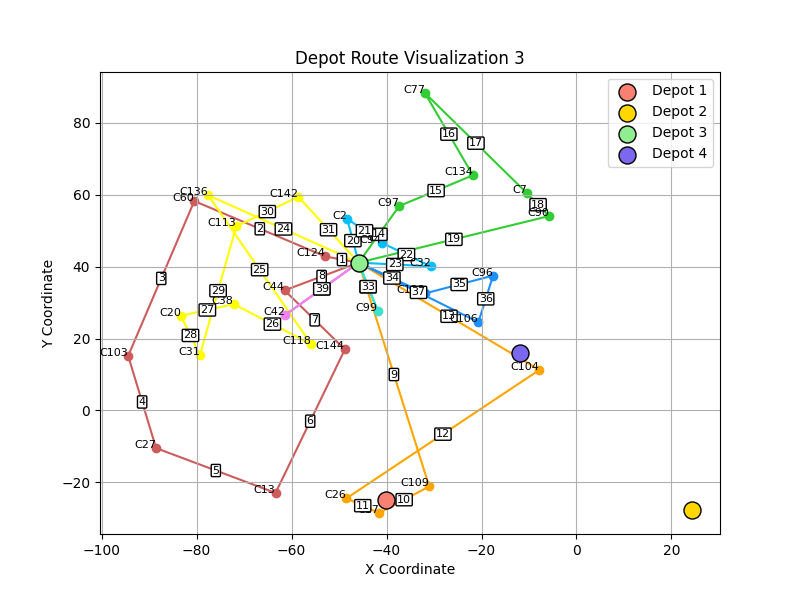 Depot Route Visualization 3
Depot 1
Depot 2
Depot 3
Depot 4
Y Coordinate
80
60
40
20
0
−20
−100
−80
−60
−40
−20
0
20
X Coordinate
C77
C134
C7
C90
C97
C2
C142
C136
C60
C113
C124
C32
C96
C106
C104
C99
C44
C42
C144
C118
C38
C20
C31
C103
C27
C13
C26
C109
1
2
3
4
5
6
7
8
9
10
11
12
13
14
15
16
17
18
19
20
21
22
23
24
25
26
27
28
29
30
31
33
34
35
36
37
39